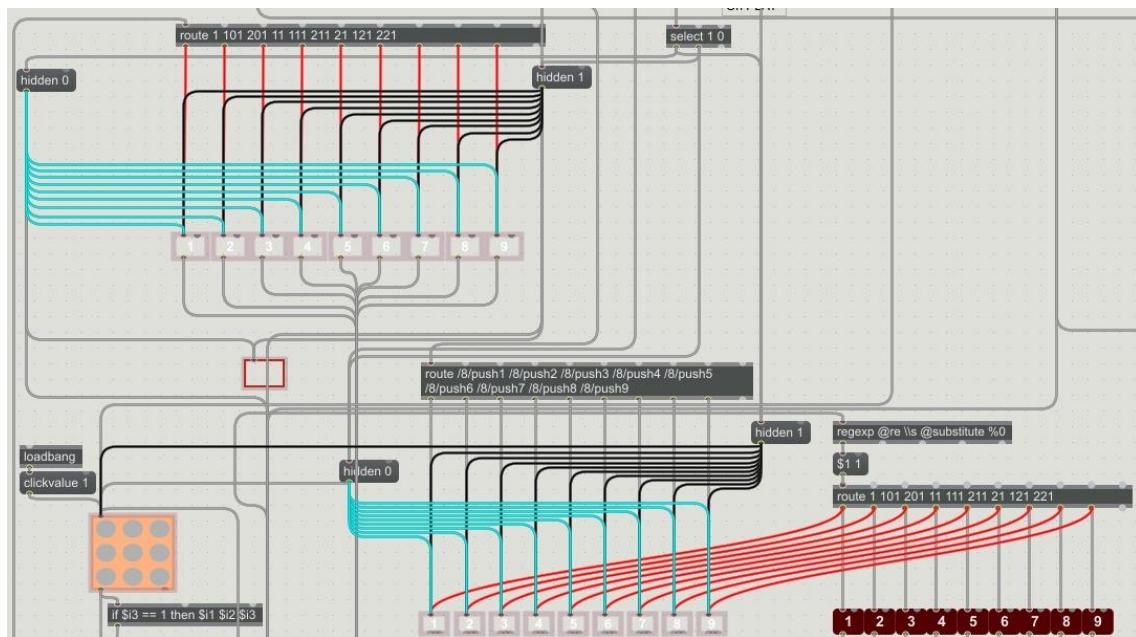 route 1 101 201 11 111 211 21 121 221
select 1 0
hidden 0
hidden 1
1 2 3 4 5 6 7 8 9
route /8/push1 /8/push2 /8/push3 /8/push4 /8/push5
/8/push6 /8/push7 /8/push8 /8/push9
hidden 1
regexp @re \\s @substitute %0
loadbang
hidden 0
$1 1
clickvalue 1
route 1 101 201 11 111 211 21 121 221
if $i3 == 1 then $i1 $i2 $i3
1 2 3 4 5 6 7 8 9
1 2 3 4 5 6 7 8 9